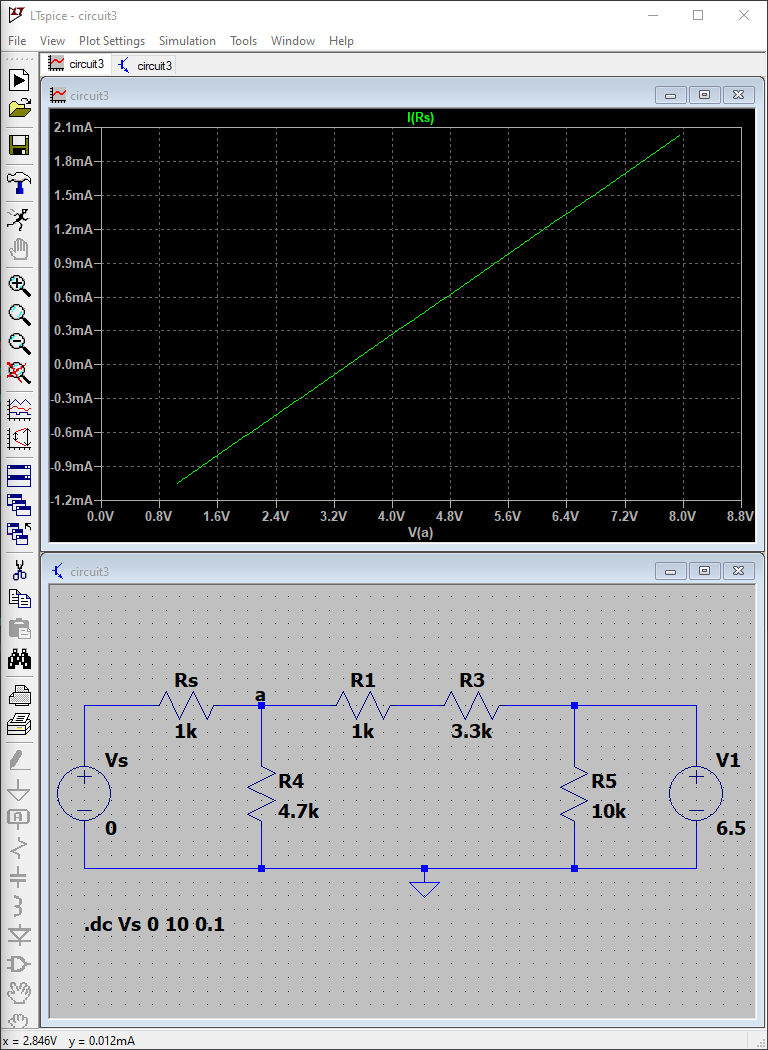 LTspice - circuit3
File View Plot Settings Simulation Tools Window Help
circuit3 circuit3
circuit3
I(Rs)
2.1mA
1.8mA
1.5mA
1.2mA
0.9mA
0.6mA
0.3mA
0.0mA
-0.3mA
-0.6mA
-0.9mA
-1.2mA
0.0V 0.8V 1.6V 2.4V 3.2V 4.0V 4.8V 5.6V 6.4V 7.2V 8.0V 8.8V
V(a)
circuit3
Rs a R1 R3
1k 1k 3.3k
Vs V1
R4 R5
4.7k 10k
0 6.5
.dc Vs 0 10 0.1
x = 2.846V y = 0.012mA